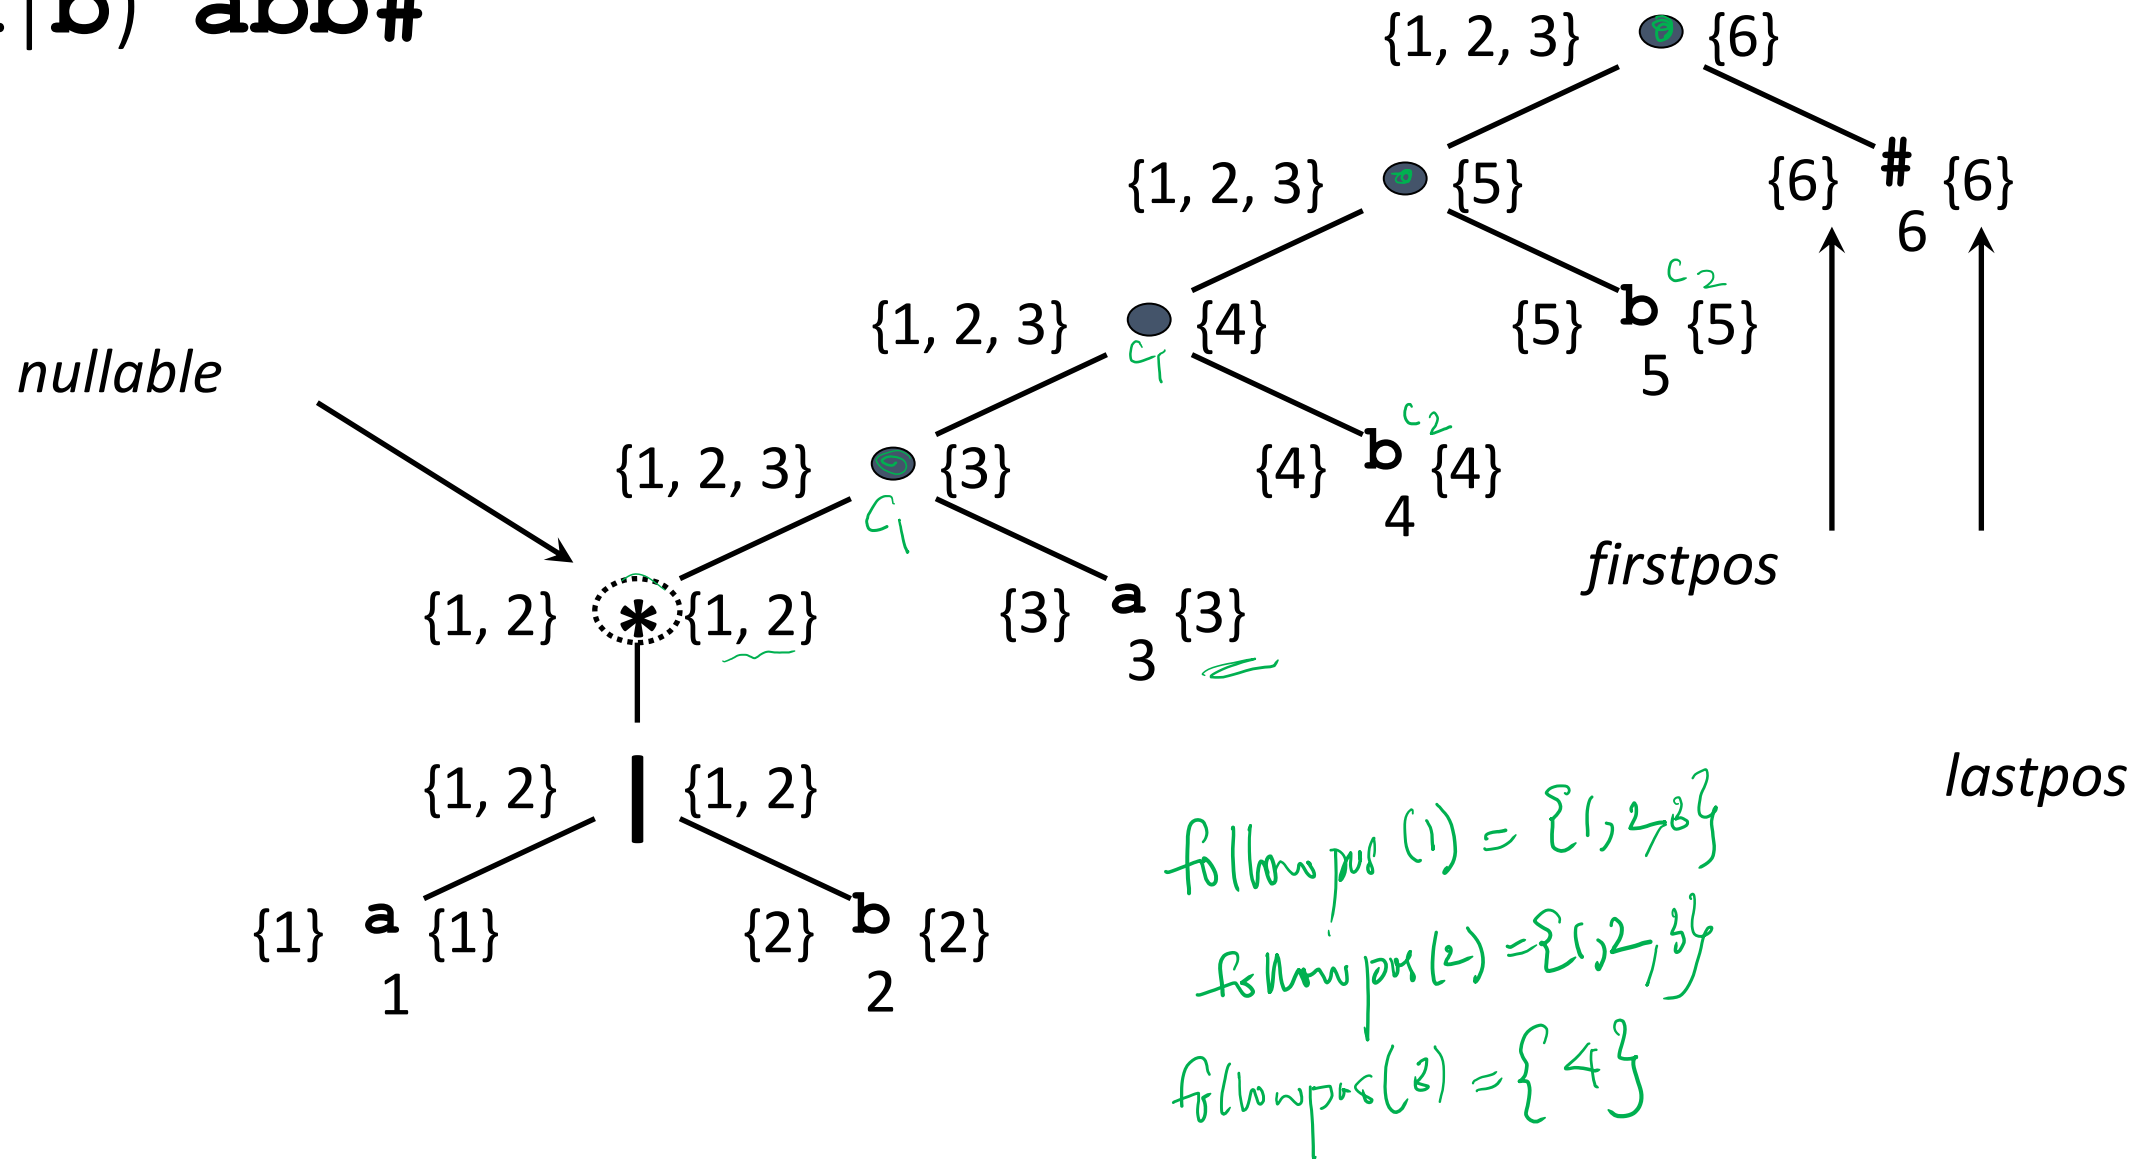 |b) abb#
{1, 2, 3} {6}
{1, 2, 3} {5} {6} # {6}
6
{1, 2, 3} {4} {5} b {5}
C2
5
C1
nullable
{1, 2, 3} {3} {4} b {4}
C2
4
C1
firstpos
{1, 2} * {1, 2} {3} a {3}
3
{1, 2} | {1, 2}
lastpos
followpos (1) = {1,2,3}
{1} a {1} {2} b {2}
1 2
followpos (2) = {1,2,3}
followpos (3) = {4}